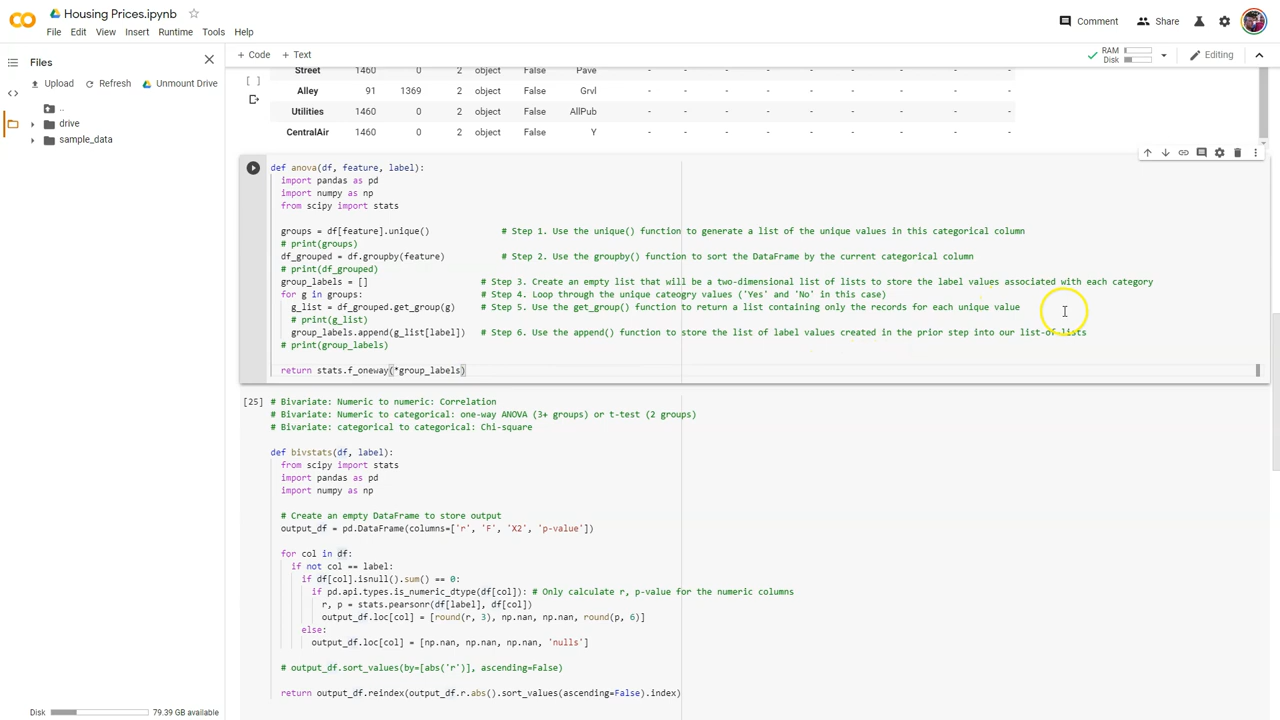 Housing Prices.ipynb
File Edit View Insert Runtime Tools Help
Comment Share
Files
+ Code + Text
RAM
Disk
Editing
Upload Refresh Unmount Drive
..
drive
sample_data
Street 1460 0 2 object False Pave - - - - - - - - -
Alley 91 1369 2 object False Grvl - - - - - - - - -
Utilities 1460 0 2 object False AllPub - - - - - - - - -
CentralAir 1460 0 2 object False Y - - - - - - - - -
[ ]
def anova(df, feature, label):
import pandas as pd
import numpy as np
from scipy import stats
groups = df[feature].unique() # Step 1. Use the unique() function to generate a list of the unique values in this categorical column
# print(groups)
df_grouped = df.groupby(feature) # Step 2. Use the groupby() function to sort the DataFrame by the current categorical column
# print(df_grouped)
group_labels = [] # Step 3. Create an empty list that will be a two-dimensional list of lists to store the label values associated with each category
for g in groups: # Step 4. Loop through the unique cateogry values ('Yes' and 'No' in this case)
g_list = df_grouped.get_group(g) # Step 5. Use the get_group() function to return a list containing only the records for each unique value
# print(g_list)
group_labels.append(g_list[label]) # Step 6. Use the append() function to store the list of label values created in the prior step into our list-of lists
# print(group_labels)
return stats.f_oneway(*group_labels)
[25] # Bivariate: Numeric to numeric: Correlation
# Bivariate: Numeric to categorical: one-way ANOVA (3+ groups) or t-test (2 groups)
# Bivariate: categorical to categorical: Chi-square
def bivstats(df, label):
from scipy import stats
import pandas as pd
import numpy as np
# Create an empty DataFrame to store output
output_df = pd.DataFrame(columns=['r', 'F', 'X2', 'p-value'])
for col in df:
if not col == label:
if df[col].isnull().sum() == 0:
if pd.api.types.is_numeric_dtype(df[col]): # Only calculate r, p-value for the numeric columns
r, p = stats.pearsonr(df[label], df[col])
output_df.loc[col] = [round(r, 3), np.nan, np.nan, round(p, 6)]
else:
output_df.loc[col] = [np.nan, np.nan, np.nan, 'nulls']
# output_df.sort_values(by=[abs('r')], ascending=False)
return output_df.reindex(output_df.r.abs().sort_values(ascending=False).index)
Disk 79.39 GB available